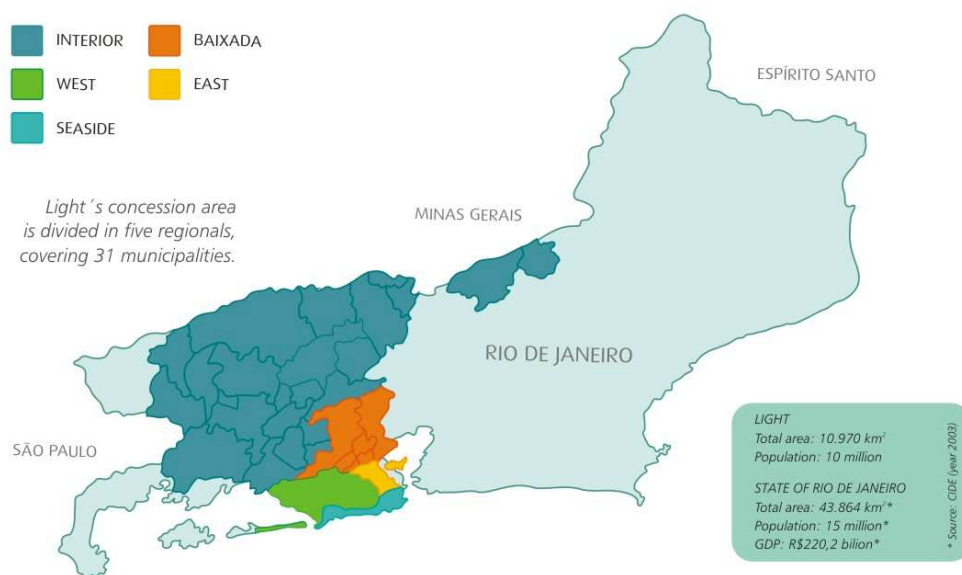 INTERIOR
BAIXADA
WEST
EAST
SEASIDE
Light´s concession area
is divided in five regionals,
covering 31 municipalities.
ESPÍRITO SANTO
MINAS GERAIS
RIO DE JANEIRO
SÃO PAULO
LIGHT
Total area: 10.970 km²
Population: 10 million
STATE OF RIO DE JANEIRO
Total area: 43.864 km²*
Population: 15 million*
GDP: R$220,2 bilion*
* Source: CIDE (year 2003)